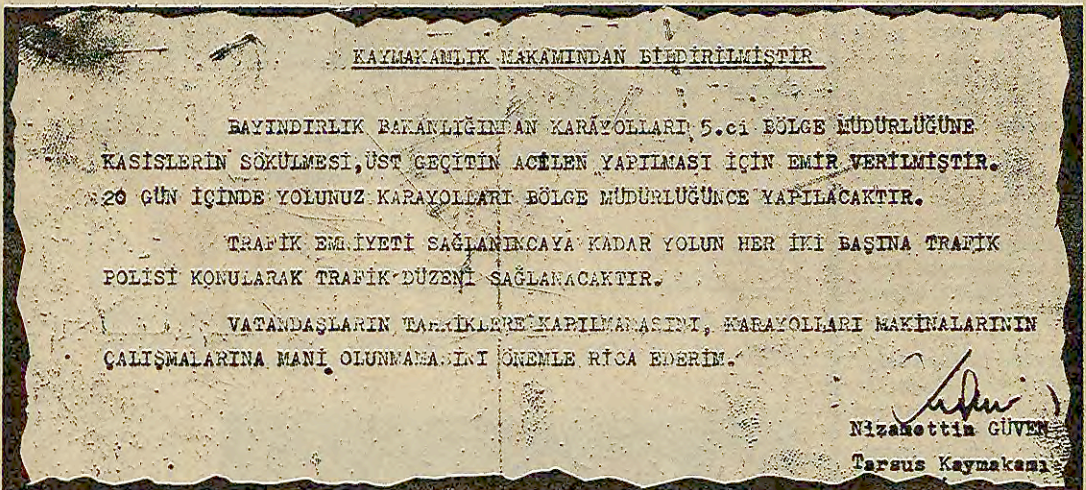 KAYMAKAMLIK MAKAMINDAN BİLDİRİLMİŞTİR
BAYINDIRLIK BAKANLIĞINDAN KARAYOLLARI 5.ci BÖLGE MÜDÜRLÜĞÜNE
KASİSLERİN SÖKÜLMESİ,ÜST GEÇİTİN ACİLEN YAPILMASI İÇİN EMİR VERİLMİŞTİR.
20 GÜN İÇİNDE YOLUNUZ KARAYOLLARI BÖLGE MÜDÜRLÜĞÜNCE YAPILACAKTIR.
TRAFİK EMNİYETİ SAĞLANINCAYA KADAR YOLUN HER İKİ BAŞINA TRAFİK
POLİSİ KONULARAK TRAFİK DÜZENİ SAĞLANACAKTIR.
VATANDAŞLARIN TAHRİKLERE KAPILMAMASINI, KARAYOLLARI MAKİNALARININ
ÇALIŞMALARINA MANİ OLUNMAMASINI ÖNEMLE RİCA EDERİM.
Nizamettin GÜVEN
Tarsus Kaymakamı